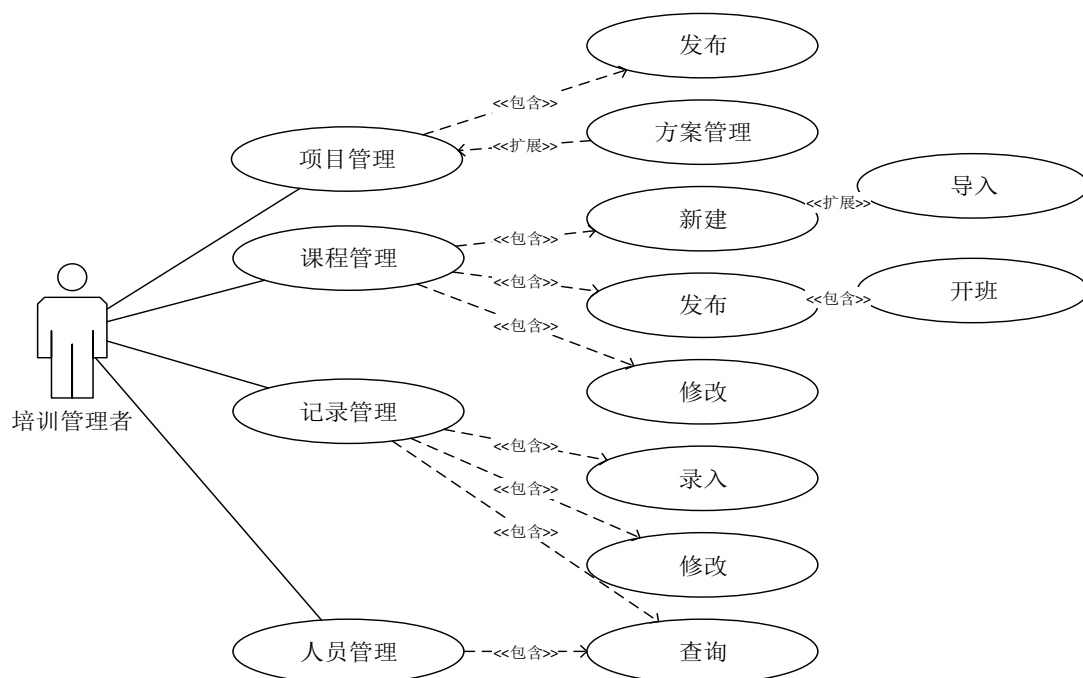 发布
<<包含>>
方案管理
<<扩展>>
项目管理
导入
<<扩展>>
新建
<<包含>>
课程管理
<<包含>>
发布
<<包含>>
开班
<<包含>>
修改
培训管理者
记录管理
<<包含>>
录入
<<包含>>
<<包含>>
修改
人员管理
<<包含>>
查询